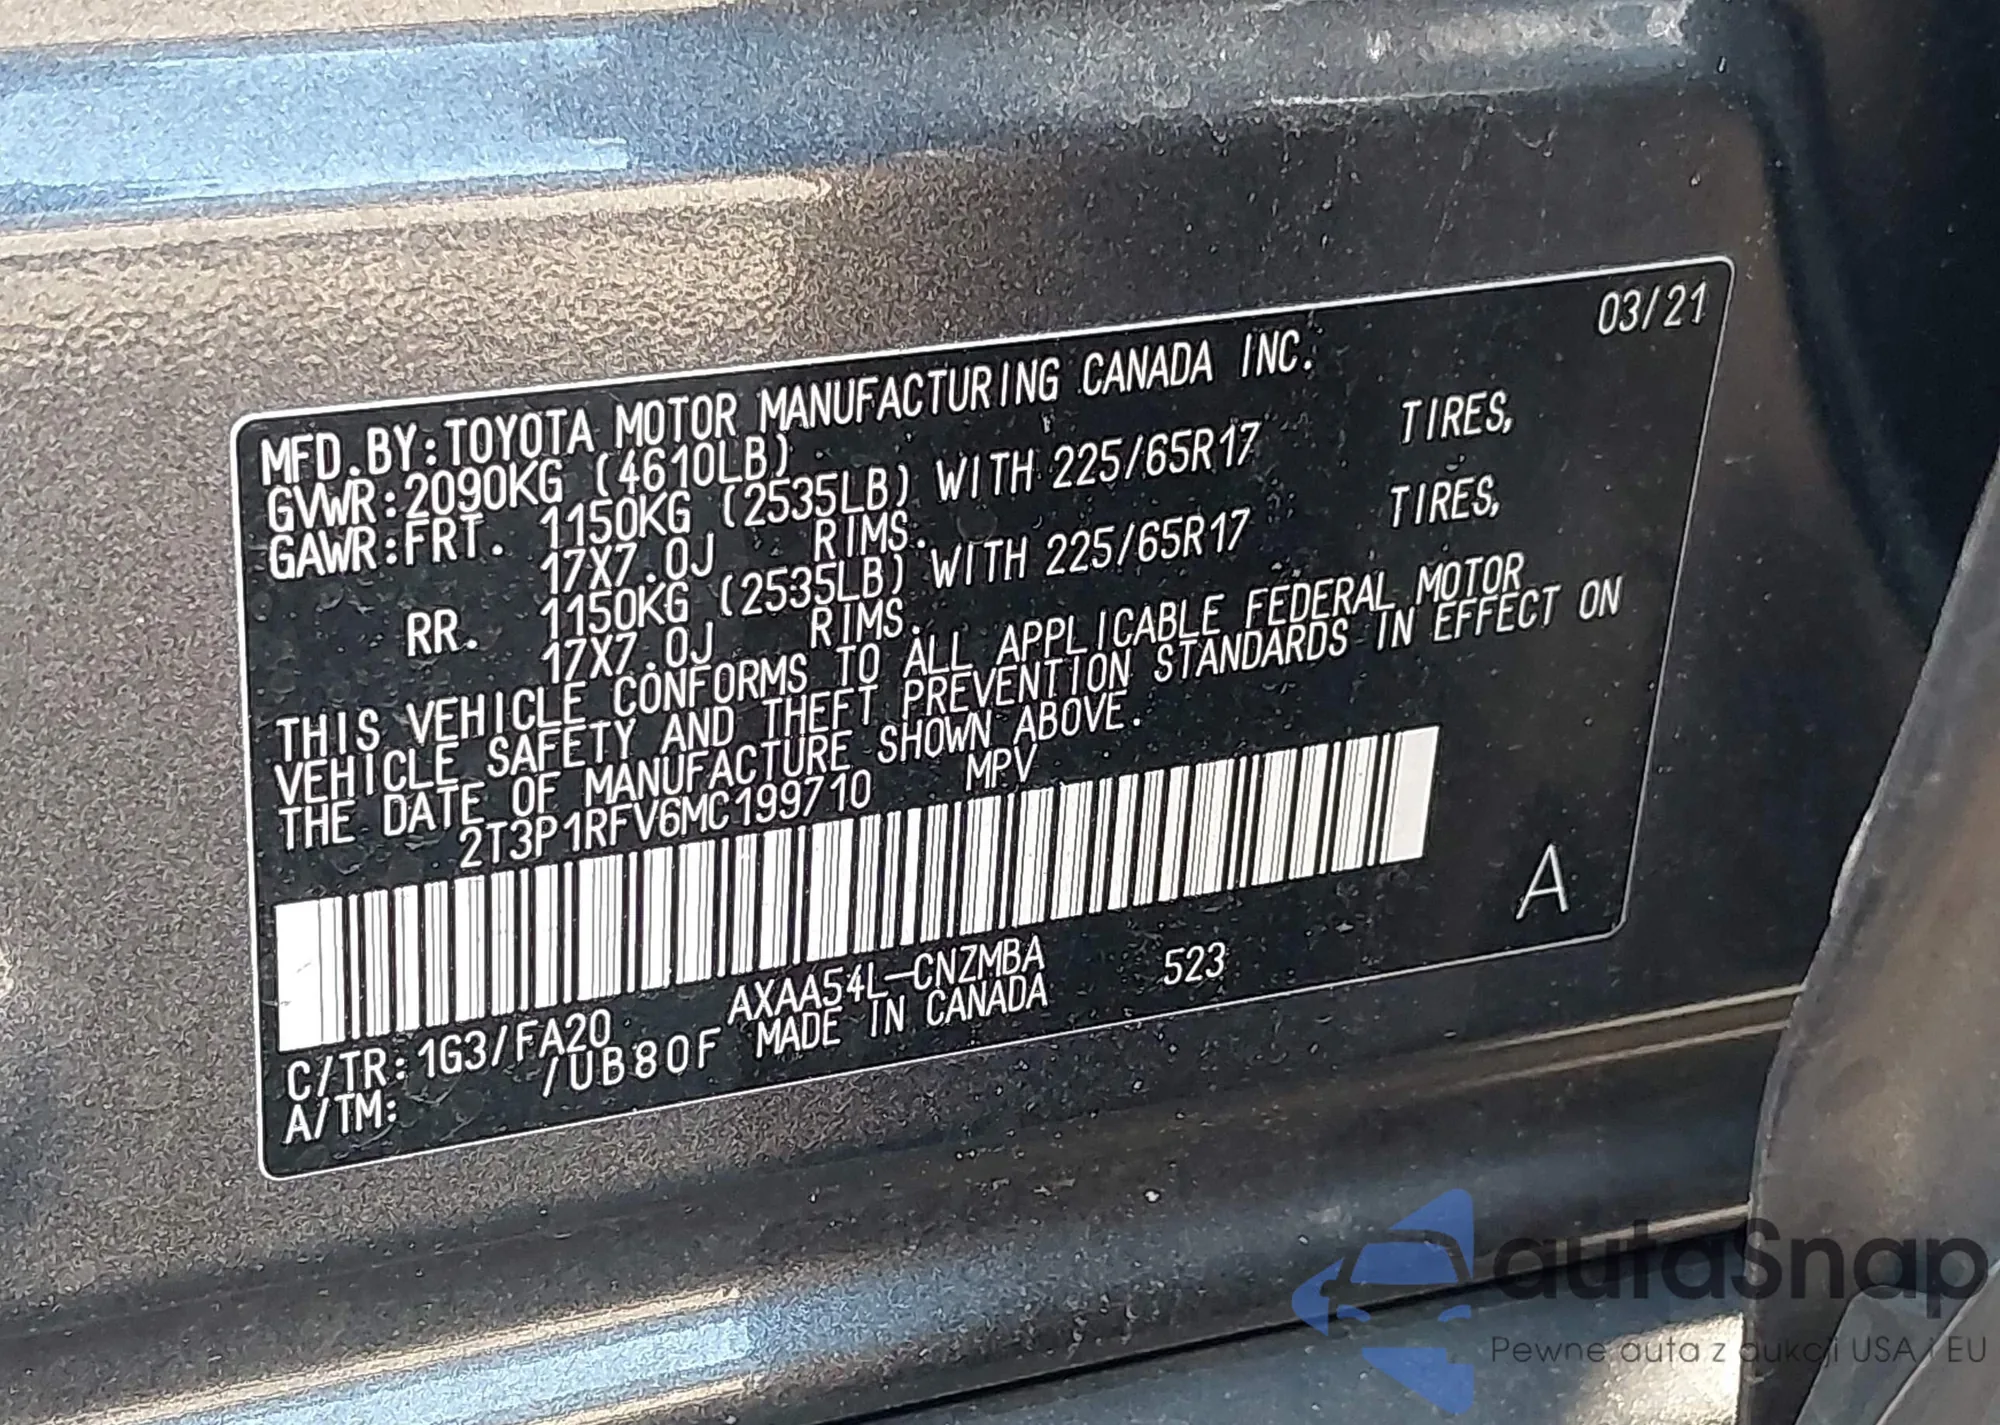 03/21
MFD.BY:TOYOTA MOTOR MANUFACTURING CANADA INC.
GVWR:2090KG (4610LB)
GAWR:FRT. 1150KG (2535LB) WITH 225/65R17 TIRES,
17X7.0J RIMS.
RR. 1150KG (2535LB) WITH 225/65R17 TIRES,
17X7.0J RIMS.
THIS VEHICLE CONFORMS TO ALL APPLICABLE FEDERAL MOTOR
VEHICLE SAFETY AND THEFT PREVENTION STANDARDS IN EFFECT ON
THE DATE OF MANUFACTURE SHOWN ABOVE.
2T3P1RFV6MC199710 MPV
A
AXAA54L-CNZMBA 523
C/TR: 1G3/FA20 MADE IN CANADA
A/TM: /UB80F
autaSnap
Pewne auta z aukcji USA i EU